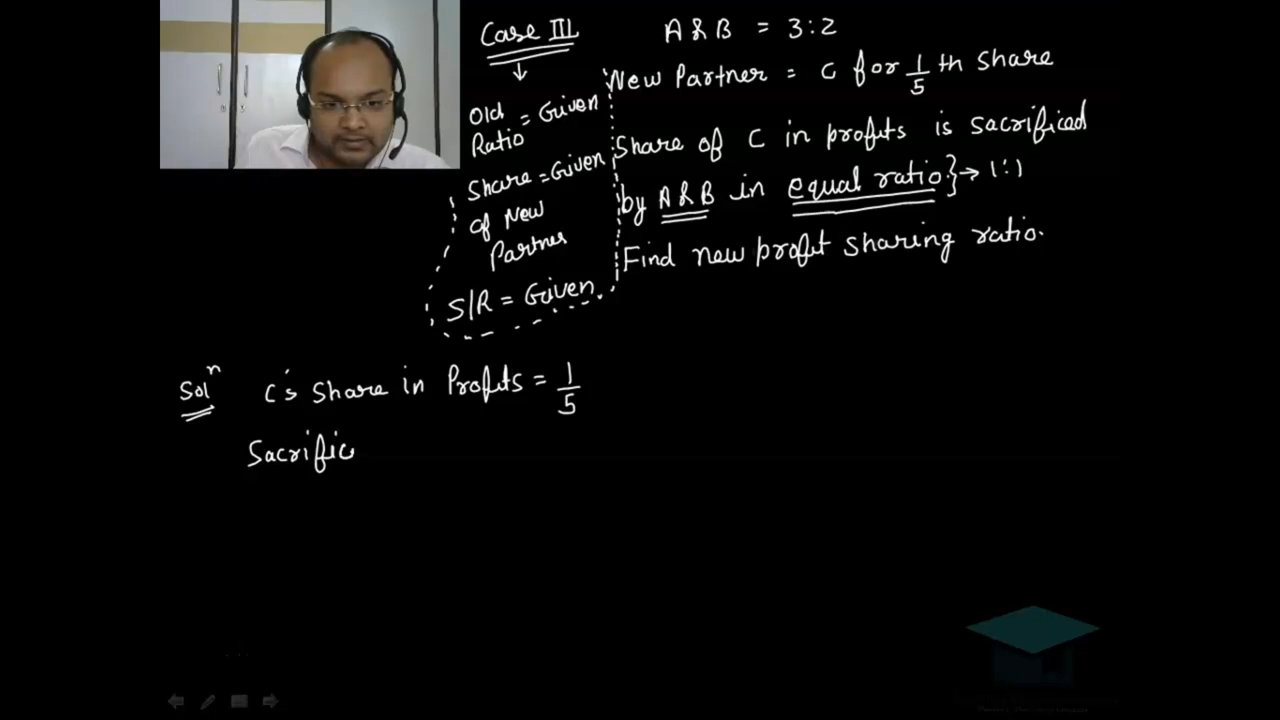 Case III
Old Ratio = Given
Share of New Partner = Given
S/R = Given
A & B = 3:2
New Partner = C for 1/5 th share
Share of C in profits is sacrificed
by A & B in equal ratio} → 1:1
Find new profit sharing ratio.
Solⁿ C's Share in Profits = 1/5
Sacrific